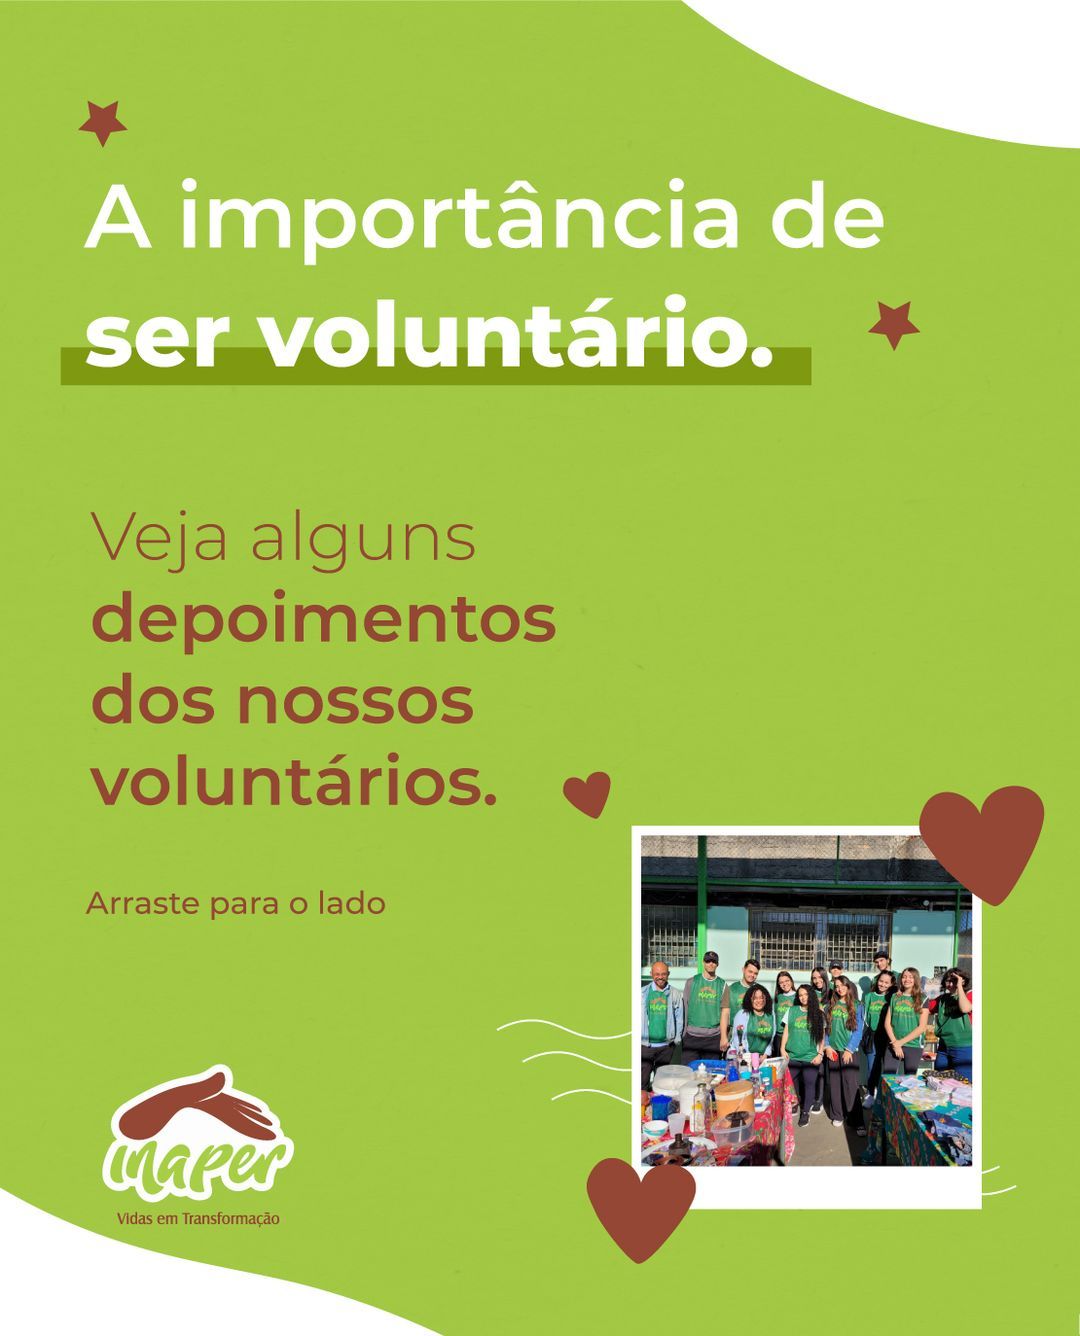 A importância de
ser voluntário.
Veja alguns
depoimentos
dos nossos
voluntários.
Arraste para o lado
inaper
Vidas em Transformação